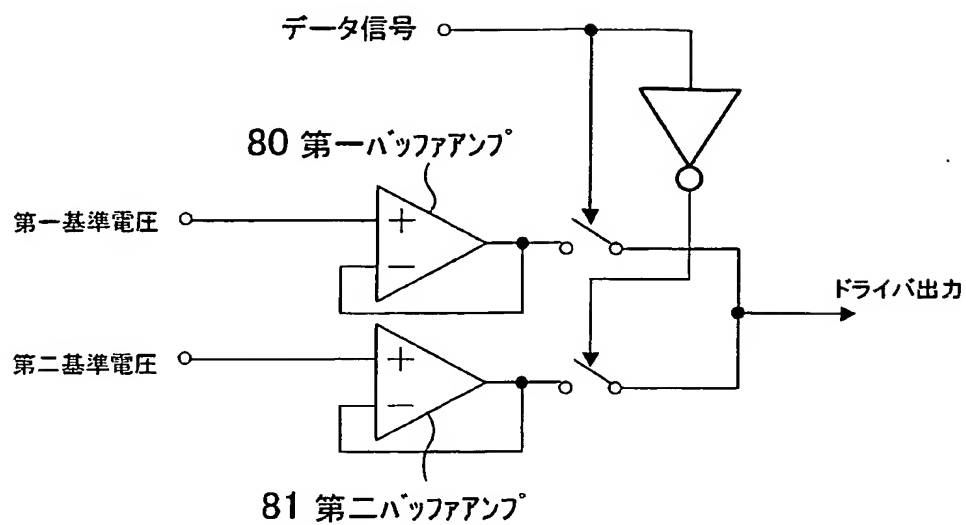 データ信号
80 第一バッファアンプ
第一基準電圧
+
−
ドライバ出力
第二基準電圧
+
−
81 第二バッファアンプ